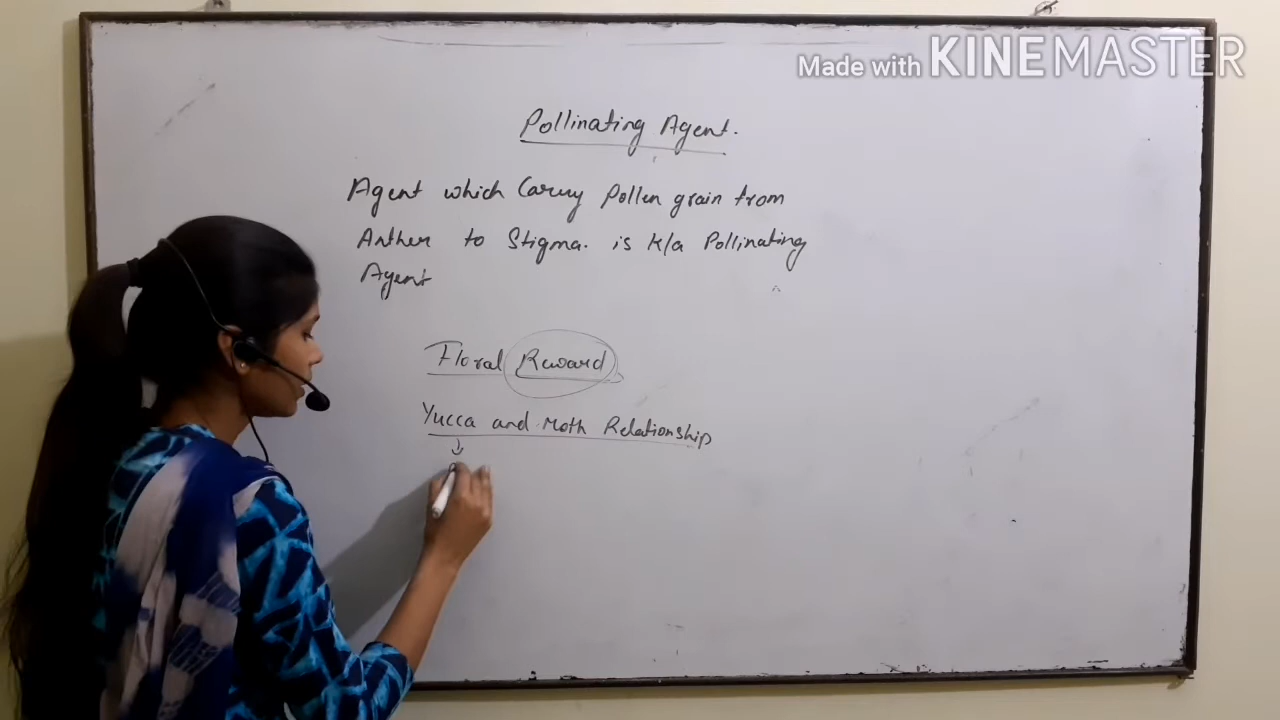 Made with KINEMASTER
Pollinating Agent.
Agent which Carry Pollen grain from
Anther to Stigma. is k/a Pollinating
Agent
Floral Reward
Yucca and Moth Relationship